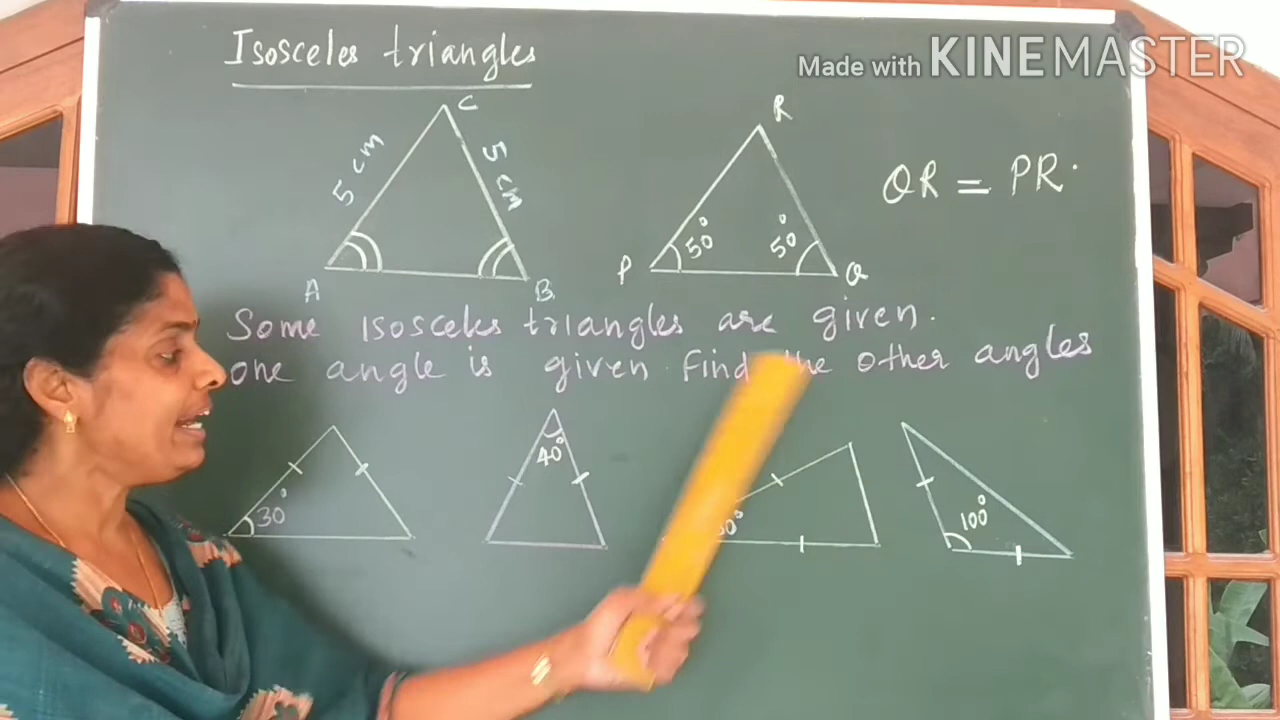 Isosceles triangles
Made with KINEMASTER
C
5 cm
5 cm
A
B
R
50°
50°
P
Q
QR = PR.
Some isosceles triangles are given.
one angle is given. Find the other angles
30°
40°
100°